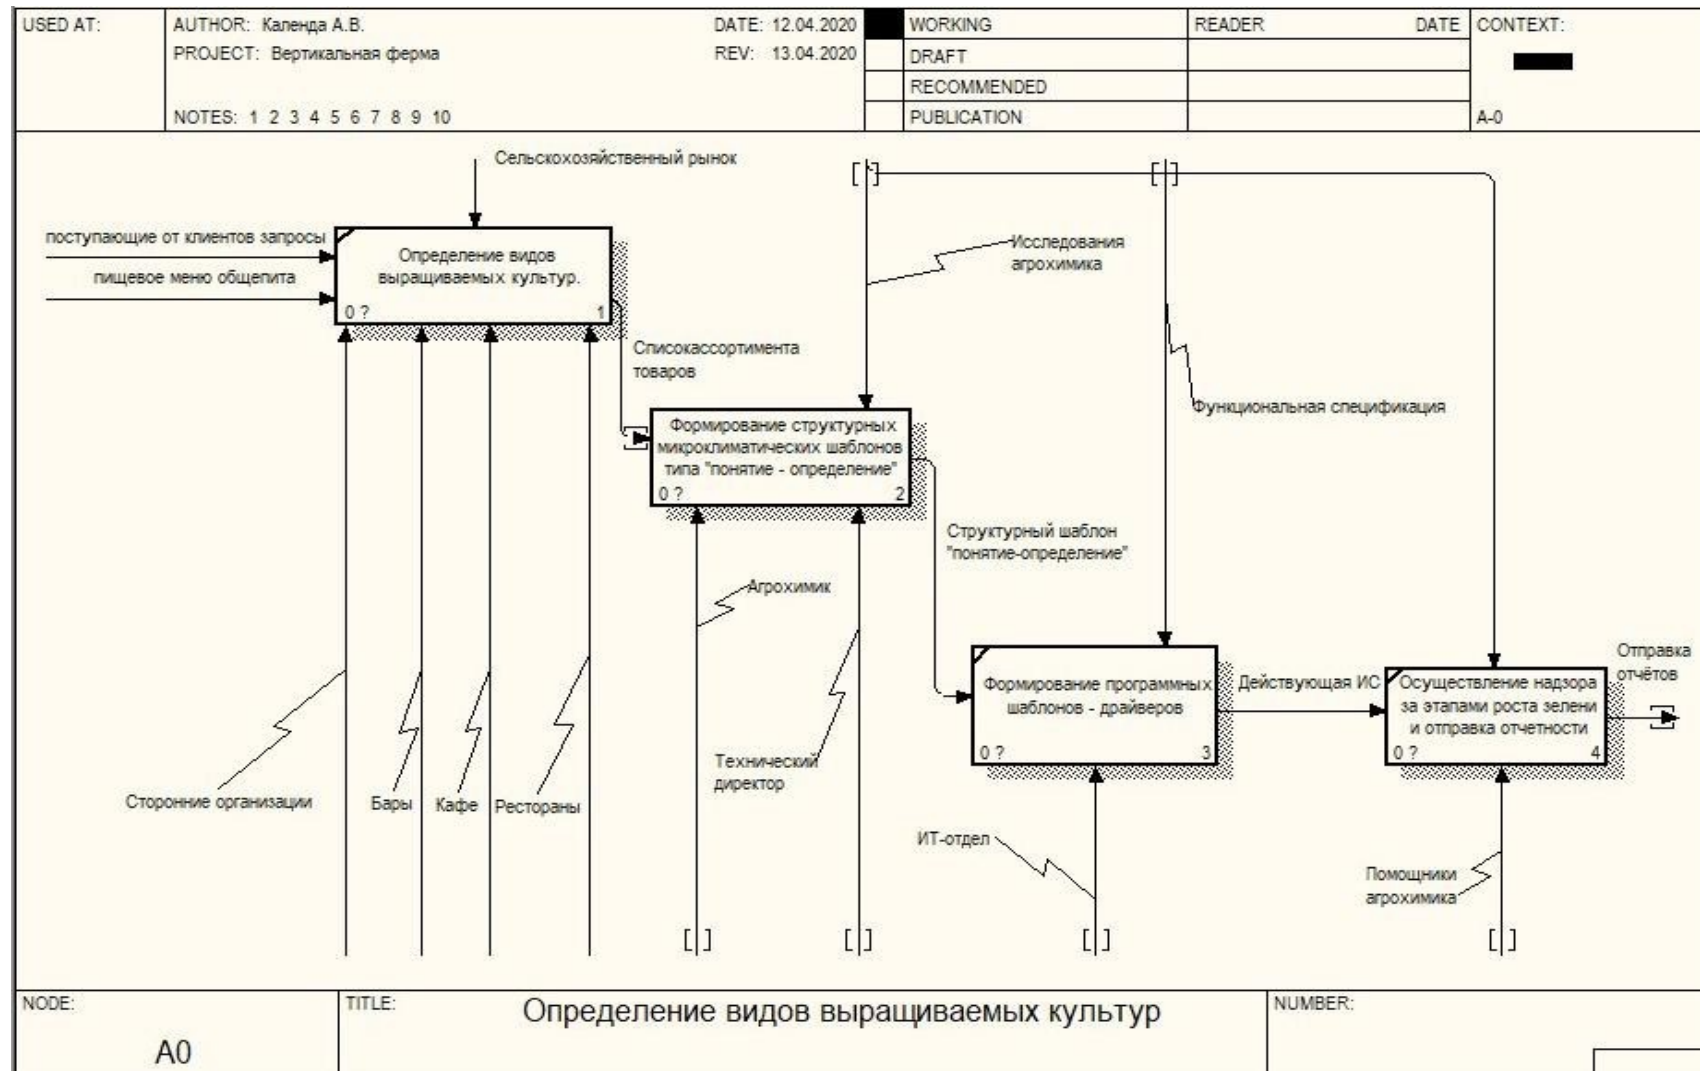 USED AT:
AUTHOR: Календа А.В.
DATE: 12.04.2020
PROJECT: Вертикальная ферма
REV: 13.04.2020
NOTES: 1 2 3 4 5 6 7 8 9 10
WORKING
DRAFT
RECOMMENDED
PUBLICATION
READER DATE
CONTEXT:
A-0
Сельскохозяйственный рынок
поступающие от клиентов запросы
пищевое меню общепита
Определение видов
выращиваемых культур.
0 ? 1
Исследования
агрохимика
Списокассортимента
товаров
Функциональная спецификация
Формирование структурных
микроклиматических шаблонов
типа "понятие - определение"
0 ? 2
Структурный шаблон
"понятие-определение"
Агрохимик
Формирование программных
шаблонов - драйверов
0 ? 3
Действующая ИС
Осуществление надзора
за этапами роста зелени
и отправка отчетности
0 ? 4
Отправка
отчётов
Технический
директор
Сторонние организации
Бары
Кафе
Рестораны
ИТ-отдел
Помощники
агрохимика
NODE:
A0
TITLE:
Определение видов выращиваемых культур
NUMBER: